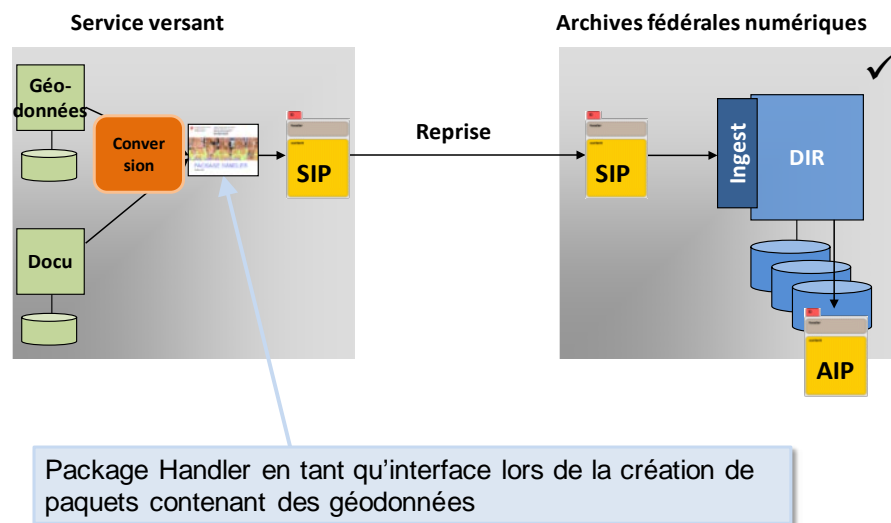 Service versant
Archives fédérales numériques
Géo-
données
Conver
sion
PACKAGE HANDLER
SIP
Docu
Reprise
SIP
Ingest
DIR
AIP
Package Handler en tant qu'interface lors de la création de
paquets contenant des géodonnées